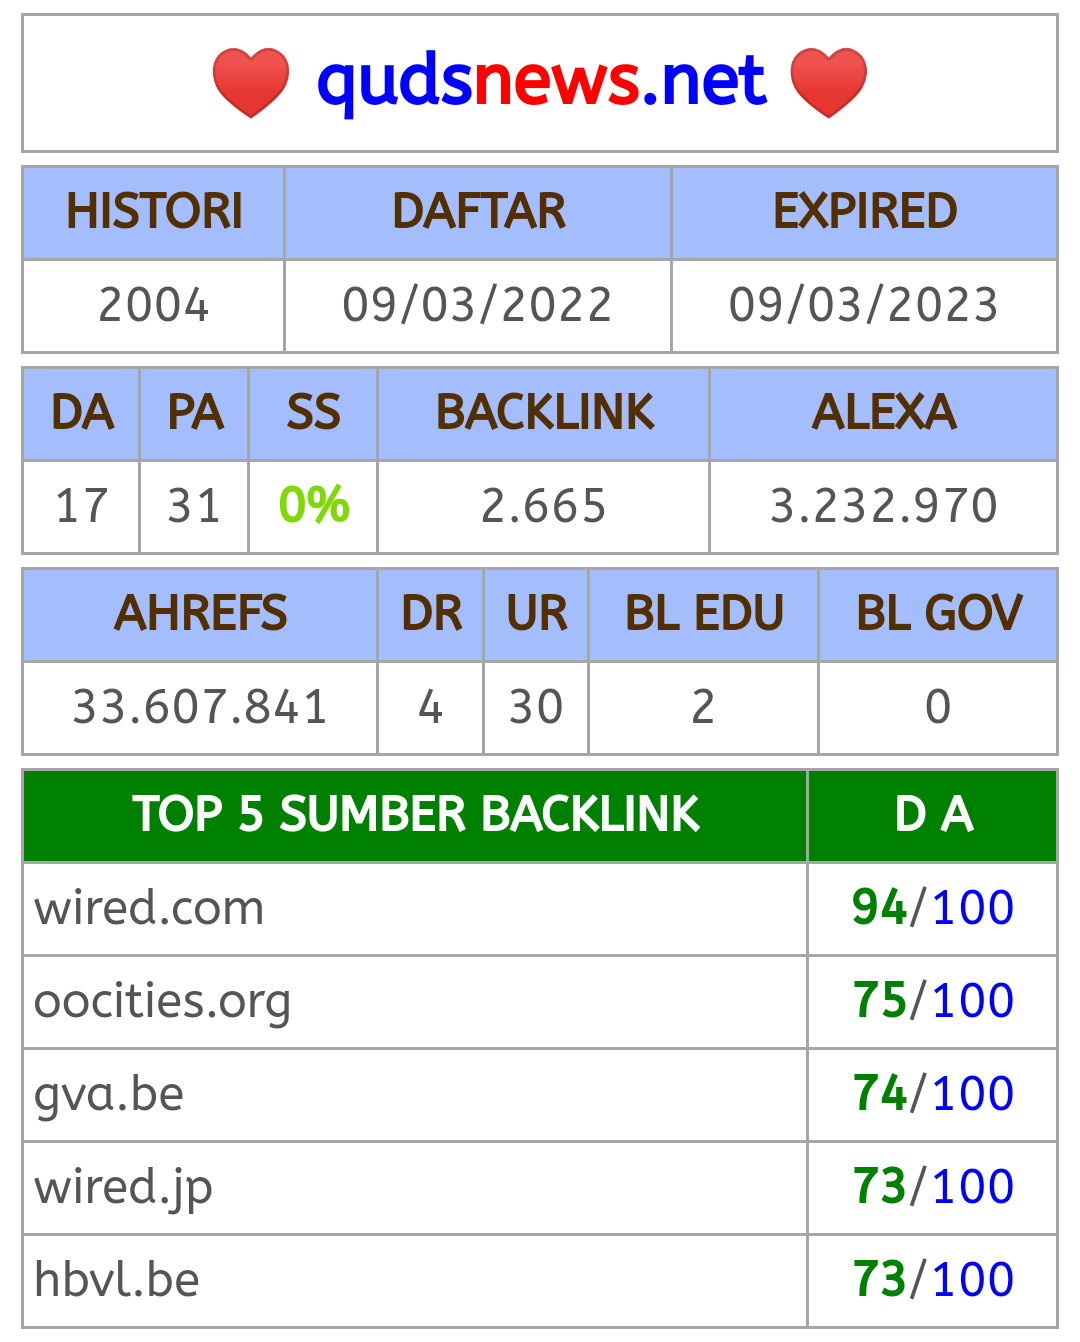 qudsnews.net
HISTORI DAFTAR EXPIRED
2004 09/03/2022 09/03/2023
DA PA SS BACKLINK ALEXA
17 31 0% 2.665 3.232.970
AHREFS DR UR BL EDU BL GOV
33.607.841 4 30 2 0
TOP 5 SUMBER BACKLINK D A
wired.com 94/100
oocities.org 75/100
gva.be 74/100
wired.jp 73/100
hbvl.be 73/100